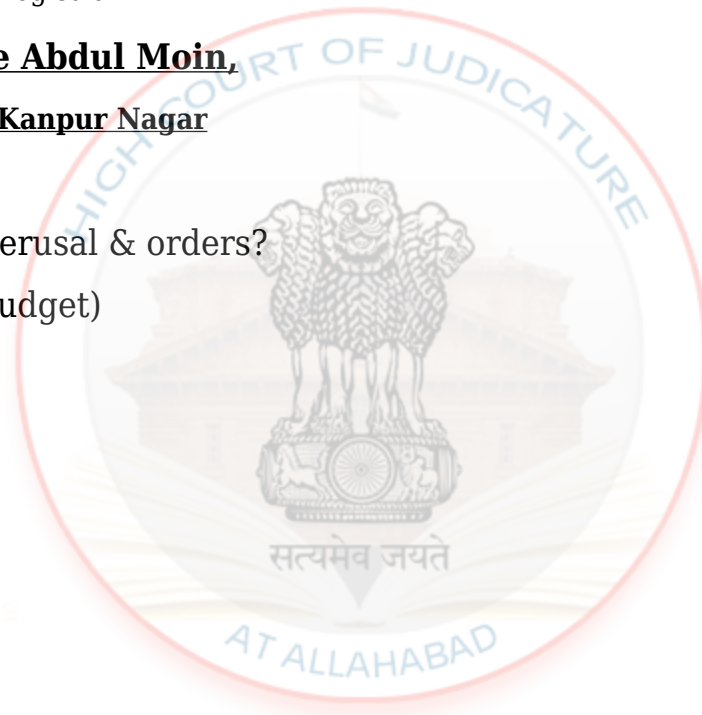 e Abdul Moin,
Kanpur Nagar
erusal & orders?
udget)
HIGH COURT OF JUDICATURE
सत्यमेव जयते
AT ALLAHABAD